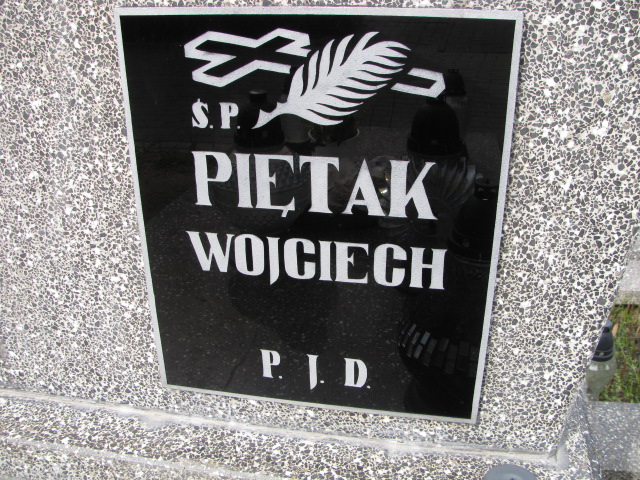 Ś.P.
PIĘTAK
WOJCIECH
P. J. D.